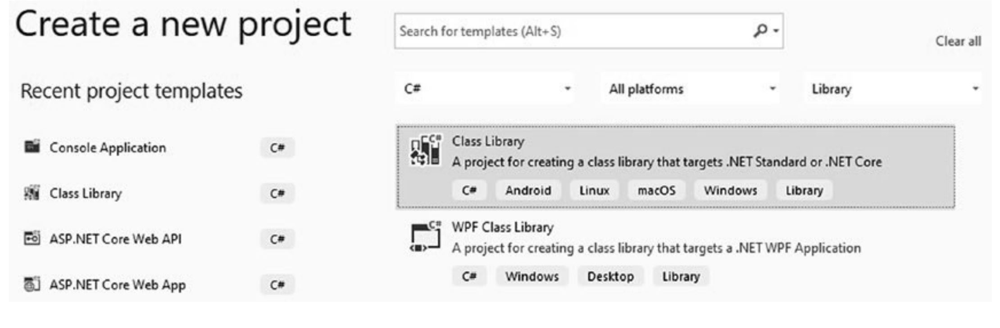 Create a new project
Search for templates (Alt+S)
Clear all
Recent project templates
C#
All platforms
Library
Console Application C#
Class Library C#
ASP.NET Core Web API C#
ASP.NET Core Web App C#
Class Library
A project for creating a class library that targets .NET Standard or .NET Core
C# Android Linux macOS Windows Library
WPF Class Library
A project for creating a class library that targets a .NET WPF Application
C# Windows Desktop Library